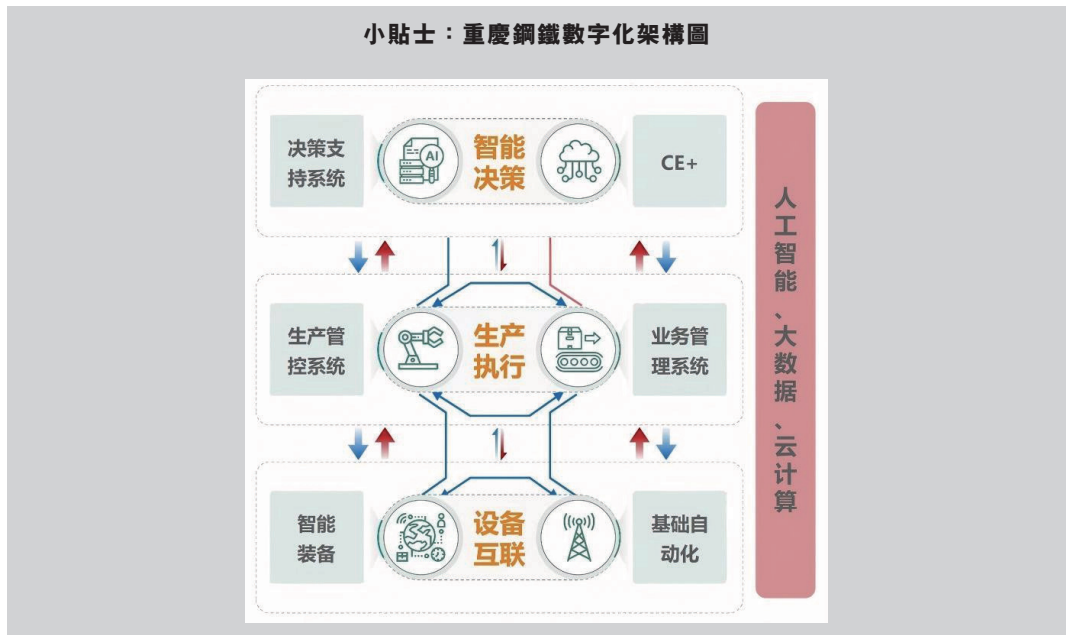 小貼士：重慶鋼鐵數字化架構圖
决策支
持系统
AI
智能
决策
CE+
生产管
控系统
生产
执行
业务管
理系统
智能
装备
设备
互联
基础自
动化
人工智能、大数据、云计算